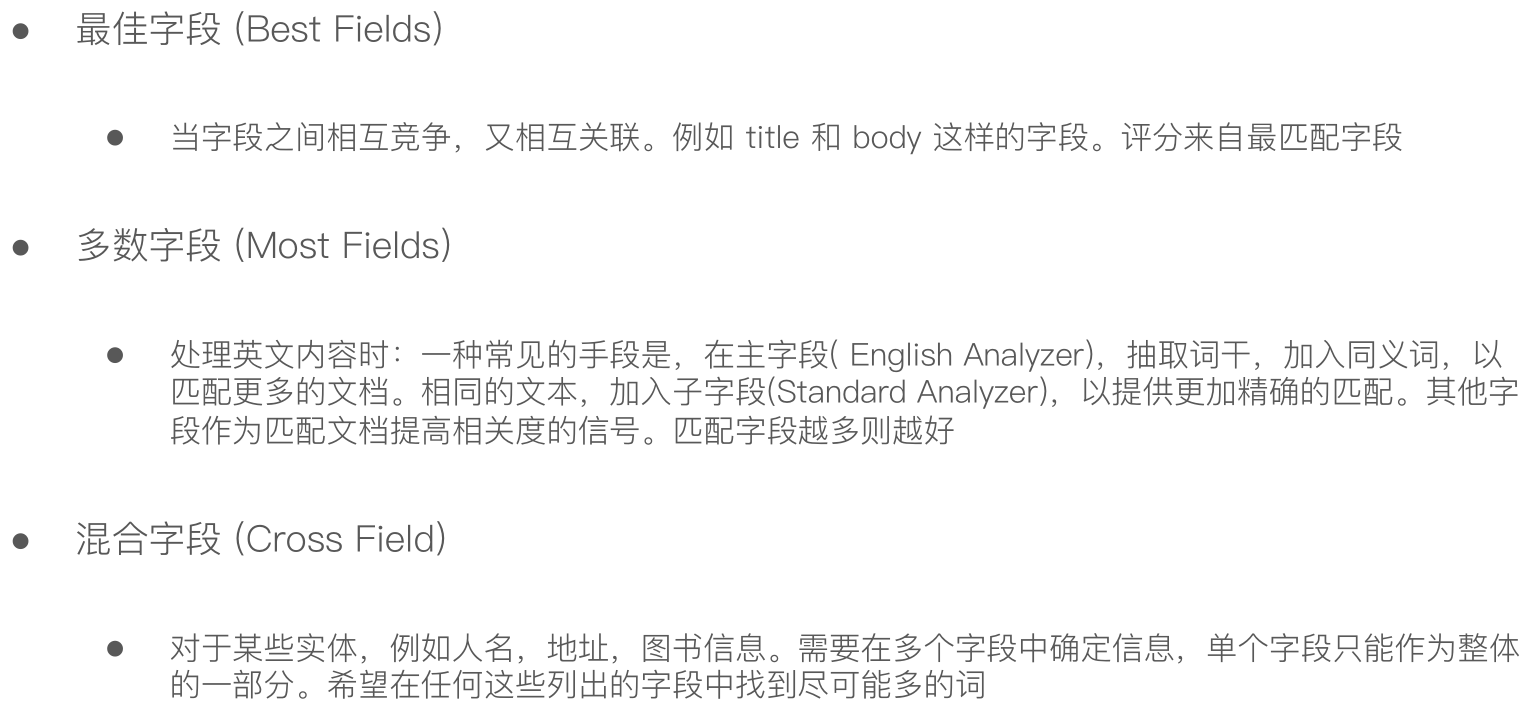 ● 最佳字段 (Best Fields)
● 当字段之间相互竞争，又相互关联。例如 title 和 body 这样的字段。评分来自最匹配字段
● 多数字段 (Most Fields)
● 处理英文内容时：一种常见的手段是，在主字段( English Analyzer)，抽取词干，加入同义词，以
匹配更多的文档。相同的文本，加入子字段(Standard Analyzer)，以提供更加精确的匹配。其他字
段作为匹配文档提高相关度的信号。匹配字段越多则越好
● 混合字段 (Cross Field)
● 对于某些实体，例如人名，地址，图书信息。需要在多个字段中确定信息，单个字段只能作为整体
的一部分。希望在任何这些列出的字段中找到尽可能多的词